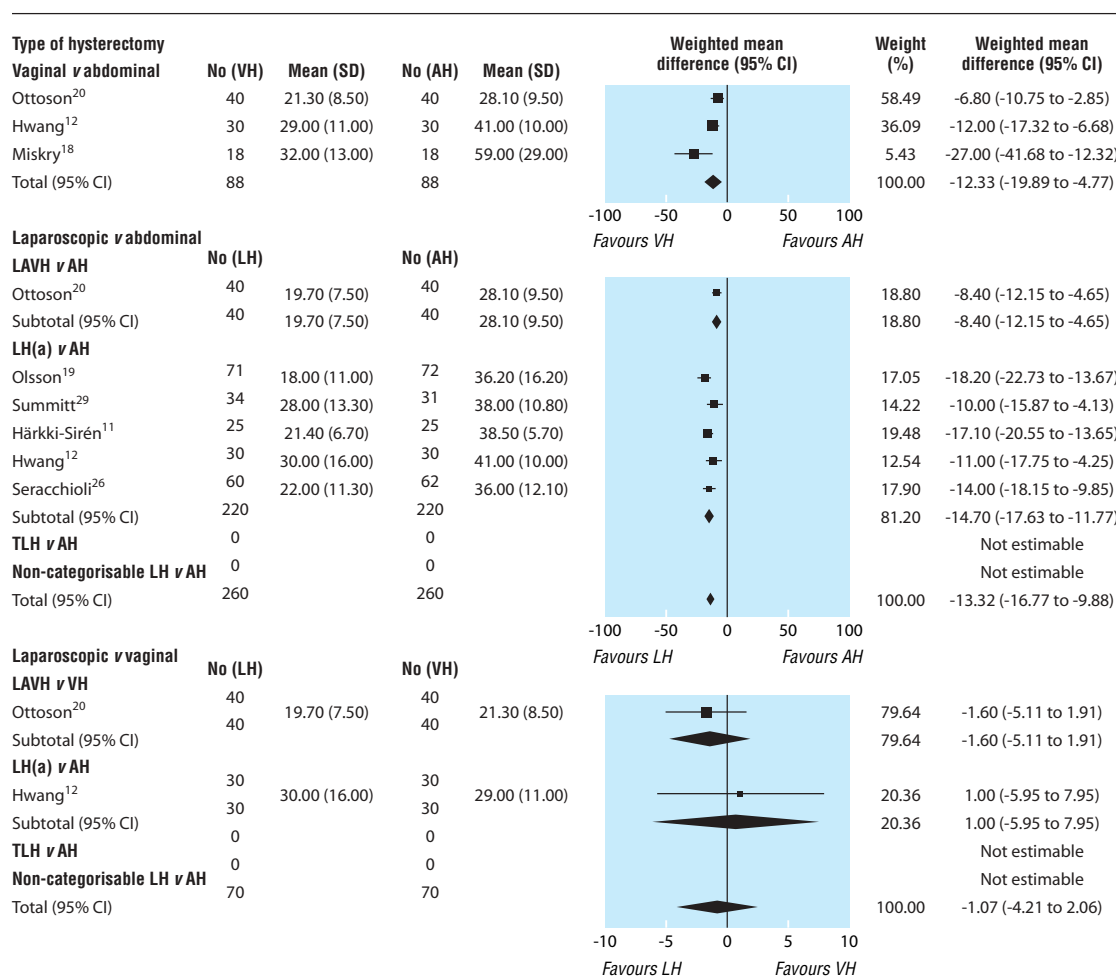 Type of hysterectomy Weighted mean difference (95% CI) Weight (%) Weighted mean difference (95% CI)
Vaginal v abdominal No (VH) Mean (SD) No (AH) Mean (SD)
Ottoson20 40 21.30 (8.50) 40 28.10 (9.50) 58.49 -6.80 (-10.75 to -2.85)
Hwang12 30 29.00 (11.00) 30 41.00 (10.00) 36.09 -12.00 (-17.32 to -6.68)
Miskry18 18 32.00 (13.00) 18 59.00 (29.00) 5.43 -27.00 (-41.68 to -12.32)
Total (95% CI) 88 88 100.00 -12.33 (-19.89 to -4.77)
-100 -50 0 50 100
Favours VH Favours AH
Laparoscopic v abdominal
No (LH) No (AH)
LAVH v AH
Ottoson20 40 19.70 (7.50) 40 28.10 (9.50) 18.80 -8.40 (-12.15 to -4.65)
Subtotal (95% CI) 40 19.70 (7.50) 40 28.10 (9.50) 18.80 -8.40 (-12.15 to -4.65)
LH(a) v AH
Olsson19 71 18.00 (11.00) 72 36.20 (16.20) 17.05 -18.20 (-22.73 to -13.67)
Summitt29 34 28.00 (13.30) 31 38.00 (10.80) 14.22 -10.00 (-15.87 to -4.13)
Härkki-Sirén11 25 21.40 (6.70) 25 38.50 (5.70) 19.48 -17.10 (-20.55 to -13.65)
Hwang12 30 30.00 (16.00) 30 41.00 (10.00) 12.54 -11.00 (-17.75 to -4.25)
Seracchioli26 60 22.00 (11.30) 62 36.00 (12.10) 17.90 -14.00 (-18.15 to -9.85)
Subtotal (95% CI) 220 220 81.20 -14.70 (-17.63 to -11.77)
TLH v AH 0 0 Not estimable
Non-categorisable LH v AH 0 0 Not estimable
Total (95% CI) 260 260 100.00 -13.32 (-16.77 to -9.88)
-100 -50 0 50 100
Favours LH Favours AH
Laparoscopic v vaginal
No (LH) No (VH)
LAVH v VH
Ottoson20 40 19.70 (7.50) 40 21.30 (8.50) 79.64 -1.60 (-5.11 to 1.91)
Subtotal (95% CI) 40 40 79.64 -1.60 (-5.11 to 1.91)
LH(a) v AH
Hwang12 30 30.00 (16.00) 30 29.00 (11.00) 20.36 1.00 (-5.95 to 7.95)
Subtotal (95% CI) 30 30 20.36 1.00 (-5.95 to 7.95)
TLH v AH 0 0 Not estimable
Non-categorisable LH v AH 0 0 Not estimable
Total (95% CI) 70 70 100.00 -1.07 (-4.21 to 2.06)
-10 -5 0 5 10
Favours LH Favours VH